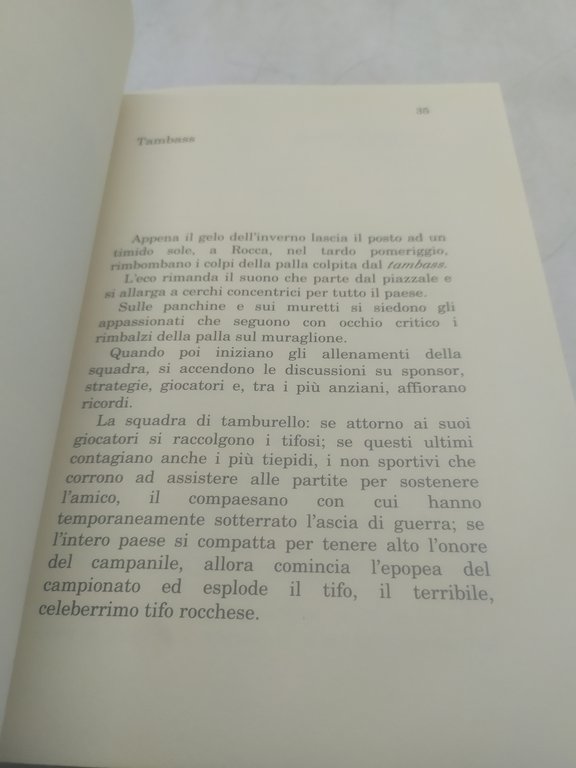 35
Tambass
Appena il gelo dell'inverno lascia il posto ad un
timido sole, a Rocca, nel tardo pomeriggio,
rimbombano i colpi della palla colpita dal tambass.
L'eco rimanda il suono che parte dal piazzale e
si allarga a cerchi concentrici per tutto il paese.
Sulle panchine e sui muretti si siedono gli
appassionati che seguono con occhio critico i
rimbalzi della palla sul muraglione.
Quando poi iniziano gli allenamenti della
squadra, si accendono le discussioni su sponsor,
strategie, giocatori e, tra i più anziani, affiorano
ricordi.
La squadra di tamburello: se attorno ai suoi
giocatori si raccolgono i tifosi; se questi ultimi
contagiano anche i più tiepidi, i non sportivi che
corrono ad assistere alle partite per sostenere
l'amico, il compaesano con cui hanno
temporaneamente sotterrato l'ascia di guerra; se
l'intero paese si compatta per tenere alto l'onore
del campanile, allora comincia l'epopea del
campionato ed esplode il tifo, il terribile,
celeberrimo tifo rocchese.